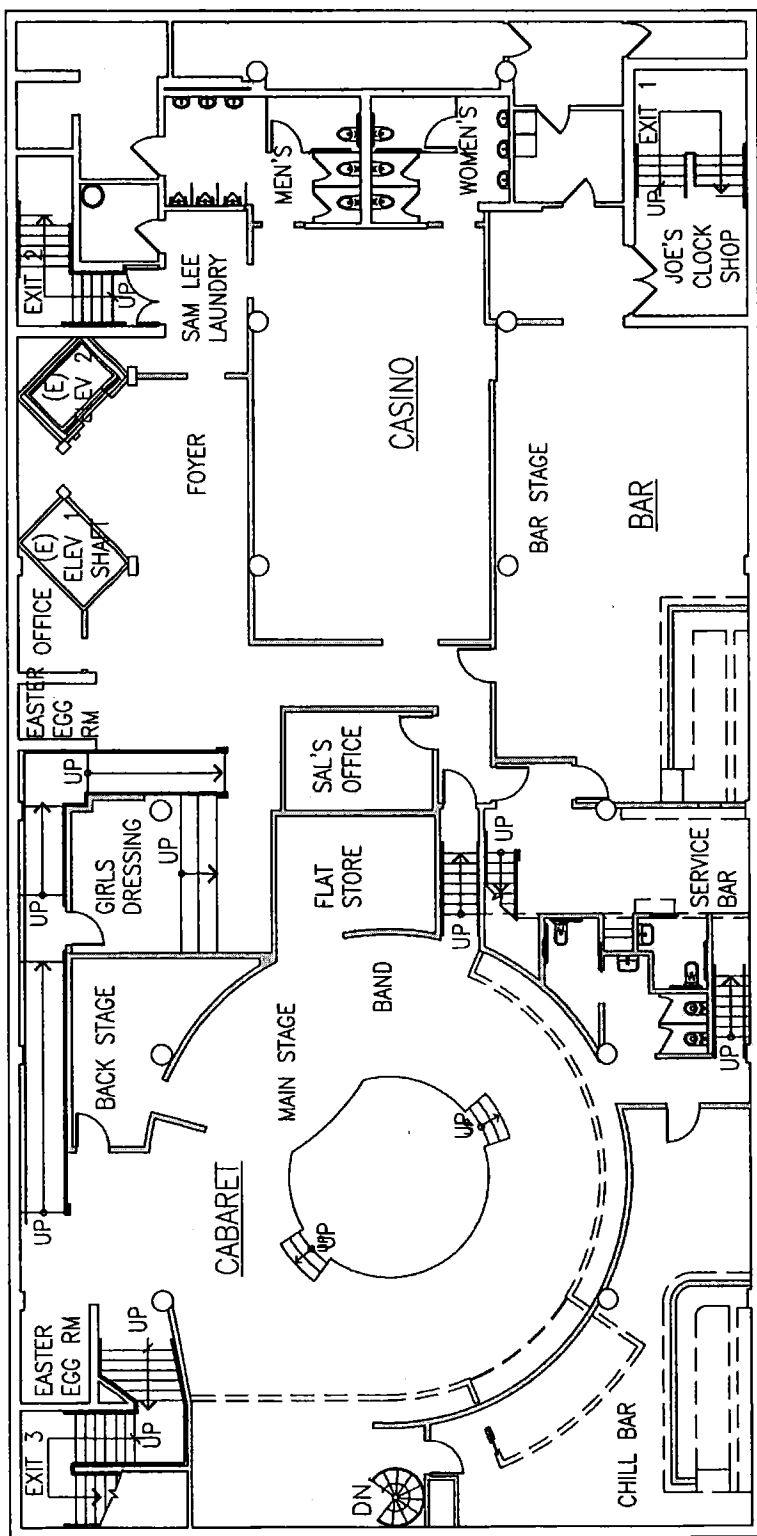 EXIT 3
UP
EASTER
EGG RM
UP
UP
CABARET
BACK STAGE
UP
GIRLS
DRESSING
UP
UP
EASTER
EGG
RM
OFFICE
(E)
ELEV 1
SHAFT
(E)
ELEV 2
FOYER
EXIT 2
UP
SAM LEE
LAUNDRY
MEN'S
WOMEN'S
CASINO
MAIN STAGE
BAND
FLAT
STORE
SAL'S
OFFICE
UP
UP
UP
UP
DN
CHILL BAR
UP
SERVICE
BAR
BAR STAGE
BAR
JOE'S
CLOCK
SHOP
UP
EXIT 1